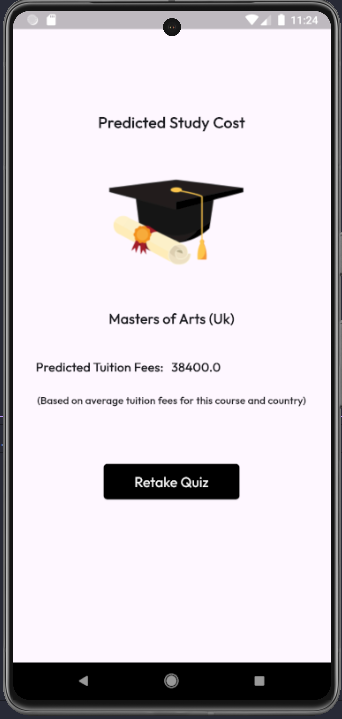 11:24
Predicted Study Cost
Masters of Arts (Uk)
Predicted Tuition Fees: 38400.0
(Based on average tuition fees for this course and country)
Retake Quiz